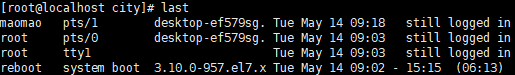 [root@localhost city]# last
maomao   pts/1        desktop-ef579sg. Tue May 14 09:18   still logged in
root     pts/0        desktop-ef579sg. Tue May 14 09:03   still logged in
root     tty1                          Tue May 14 09:03   still logged in
reboot   system boot  3.10.0-957.el7.x Tue May 14 09:02 - 15:15  (06:13)